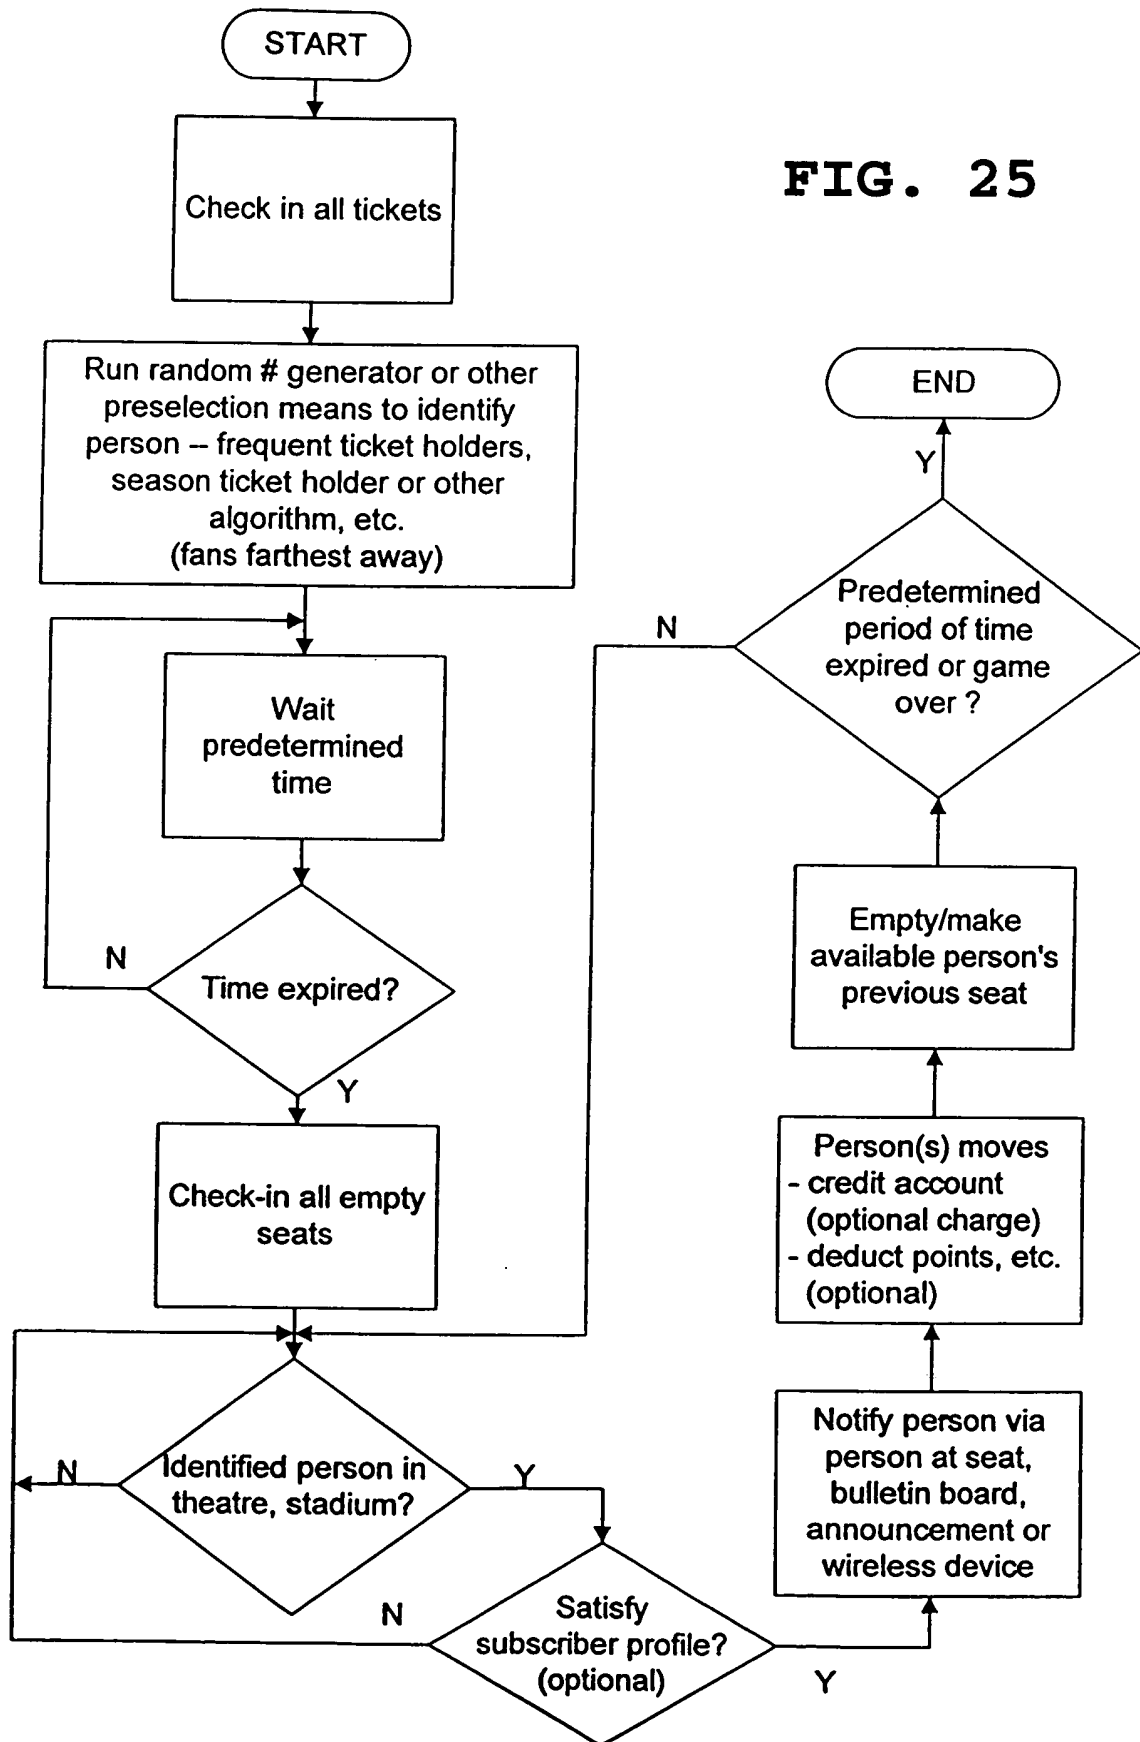 START
FIG. 25
Check in all tickets
Run random # generator or other
preselection means to identify
person -- frequent ticket holders,
season ticket holder or other
algorithm, etc.
(fans farthest away)
Wait
predetermined
time
Time expired?
N
Y
Check-in all empty
seats
Identified person in
theatre, stadium?
N
Y
Satisfy
subscriber profile?
(optional)
N
Y
Notify person via
person at seat,
bulletin board,
announcement or
wireless device
Person(s) moves
- credit account
(optional charge)
- deduct points, etc.
(optional)
Empty/make
available person's
previous seat
Predetermined
period of time
expired or game
over ?
N
Y
END